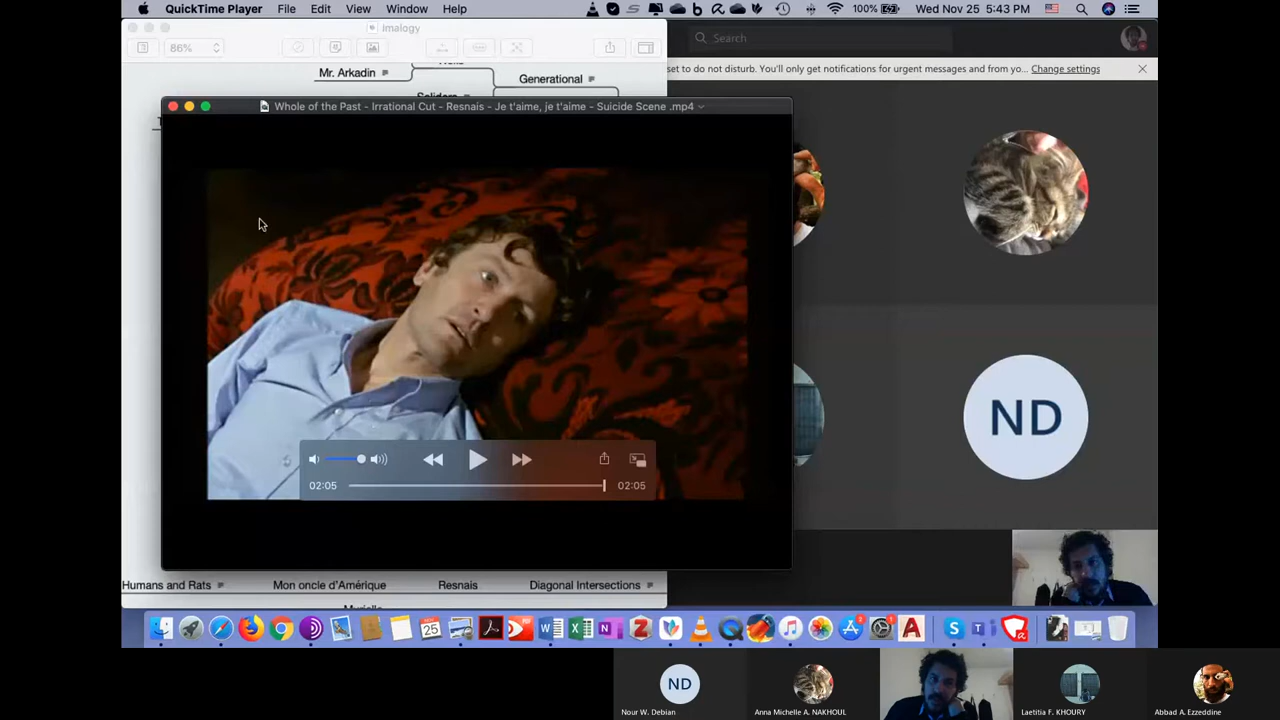 QuickTime Player File Edit View Window Help 100% Wed Nov 25 5:43 PM
imalogy
86%
Search
set to do not disturb. You'll only get notifications for urgent messages and from yo... Change settings
Mr. Arkadin
Generational
Whole of the Past - Irrational Cut - Resnais - Je t'aime, je t'aime - Suicide Scene .mp4
ND
02:05
02:05
Humans and Rats Mon oncle d'Amérique Resnais Diagonal Intersections
25
ND
Nour W. Debian
Anna Michelle A. NAKHOUL
Laetitia F. KHOURY
Abbad A. Ezzeddine